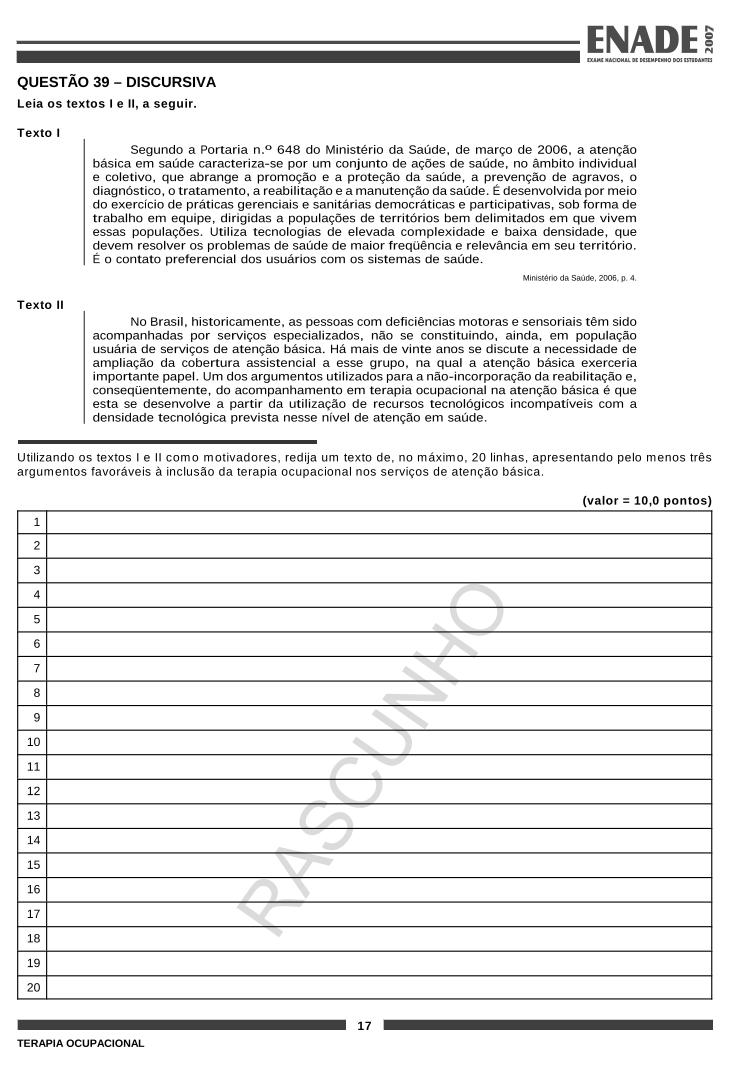 ENADE 2007
EXAME NACIONAL DE DESEMPENHO DOS ESTUDANTES
QUESTÃO 39 – DISCURSIVA
Leia os textos I e II, a seguir.
Texto I
Segundo a Portaria n.º 648 do Ministério da Saúde, de março de 2006, a atenção
básica em saúde caracteriza-se por um conjunto de ações de saúde, no âmbito individual
e coletivo, que abrange a promoção e a proteção da saúde, a prevenção de agravos, o
diagnóstico, o tratamento, a reabilitação e a manutenção da saúde. É desenvolvida por meio
do exercício de práticas gerenciais e sanitárias democráticas e participativas, sob forma de
trabalho em equipe, dirigidas a populações de territórios bem delimitados em que vivem
essas populações. Utiliza tecnologias de elevada complexidade e baixa densidade, que
devem resolver os problemas de saúde de maior freqüência e relevância em seu território.
É o contato preferencial dos usuários com os sistemas de saúde.
Ministério da Saúde, 2006, p. 4.
Texto II
No Brasil, historicamente, as pessoas com deficiências motoras e sensoriais têm sido
acompanhadas por serviços especializados, não se constituindo, ainda, em população
usuária de serviços de atenção básica. Há mais de vinte anos se discute a necessidade de
ampliação da cobertura assistencial a esse grupo, na qual a atenção básica exerceria
importante papel. Um dos argumentos utilizados para a não-incorporação da reabilitação e,
conseqüentemente, do acompanhamento em terapia ocupacional na atenção básica é que
esta se desenvolve a partir da utilização de recursos tecnológicos incompatíveis com a
densidade tecnológica prevista nesse nível de atenção em saúde.
Utilizando os textos I e II como motivadores, redija um texto de, no máximo, 20 linhas, apresentando pelo menos três
argumentos favoráveis à inclusão da terapia ocupacional nos serviços de atenção básica.
(valor = 10,0 pontos)
1
2
3
4
5
6
7
8
9
10
11
12
13
14
15
16
17
18
19
20
RASCUNHO
17
TERAPIA OCUPACIONAL